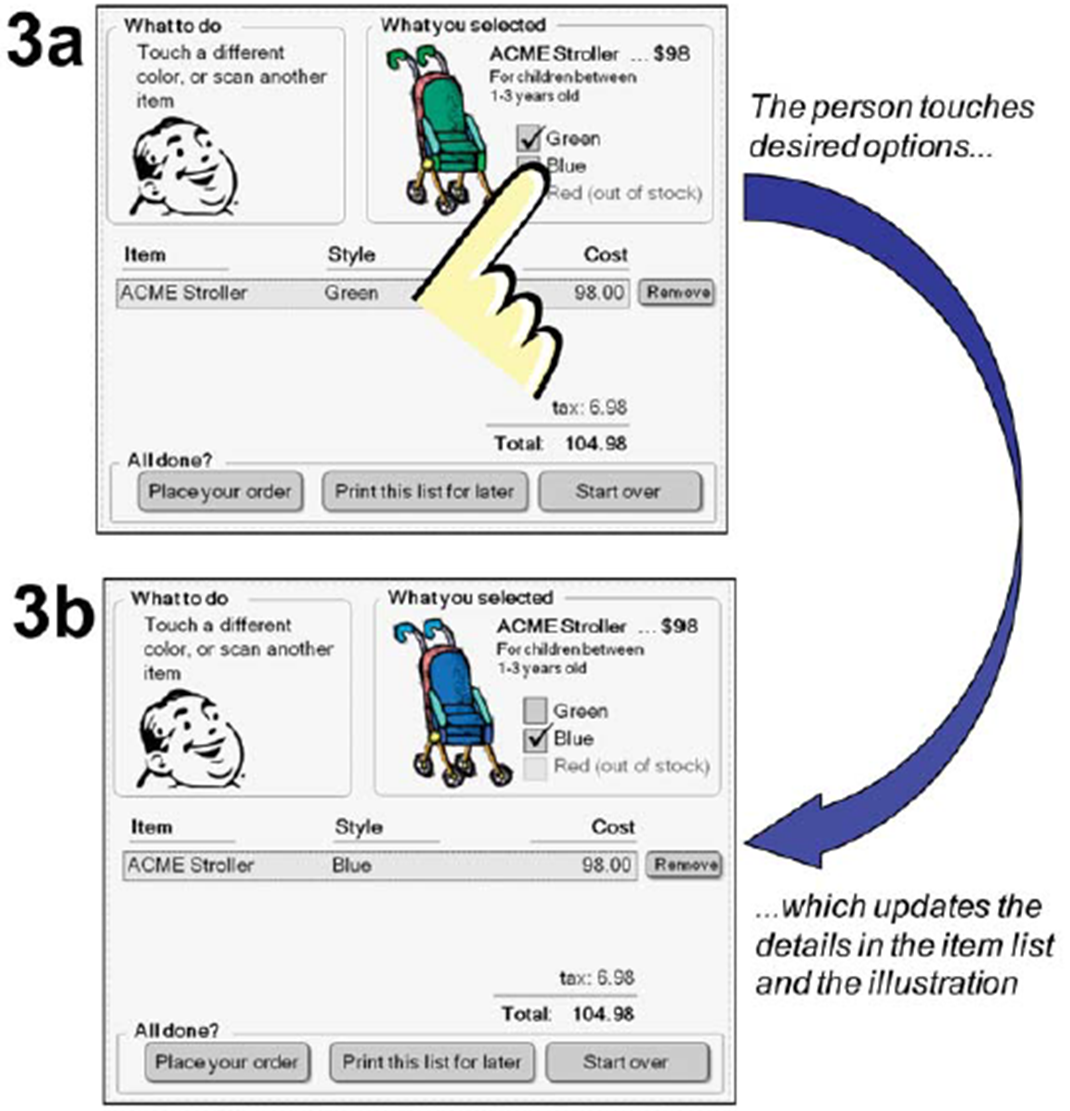 3a
What to do
Touch a different
color, or scan another
item
What you selected
ACME Stroller ... $98
For children between
1-3 years old
Green
Blue
Red (out of stock)
The person touches
desired options...
Item Style Cost
ACME Stroller Green 98.00 Remove
tax: 6.98
Total: 104.98
All done?
Place your order Print this list for later Start over
3b
What to do
Touch a different
color, or scan another
item
What you selected
ACME Stroller ... $98
For children between
1-3 years old
Green
Blue
Red (out of stock)
Item Style Cost
ACME Stroller Blue 98.00 Remove
...which updates the
details in the item list
and the illustration
tax: 6.98
Total: 104.98
All done?
Place your order Print this list for later Start over